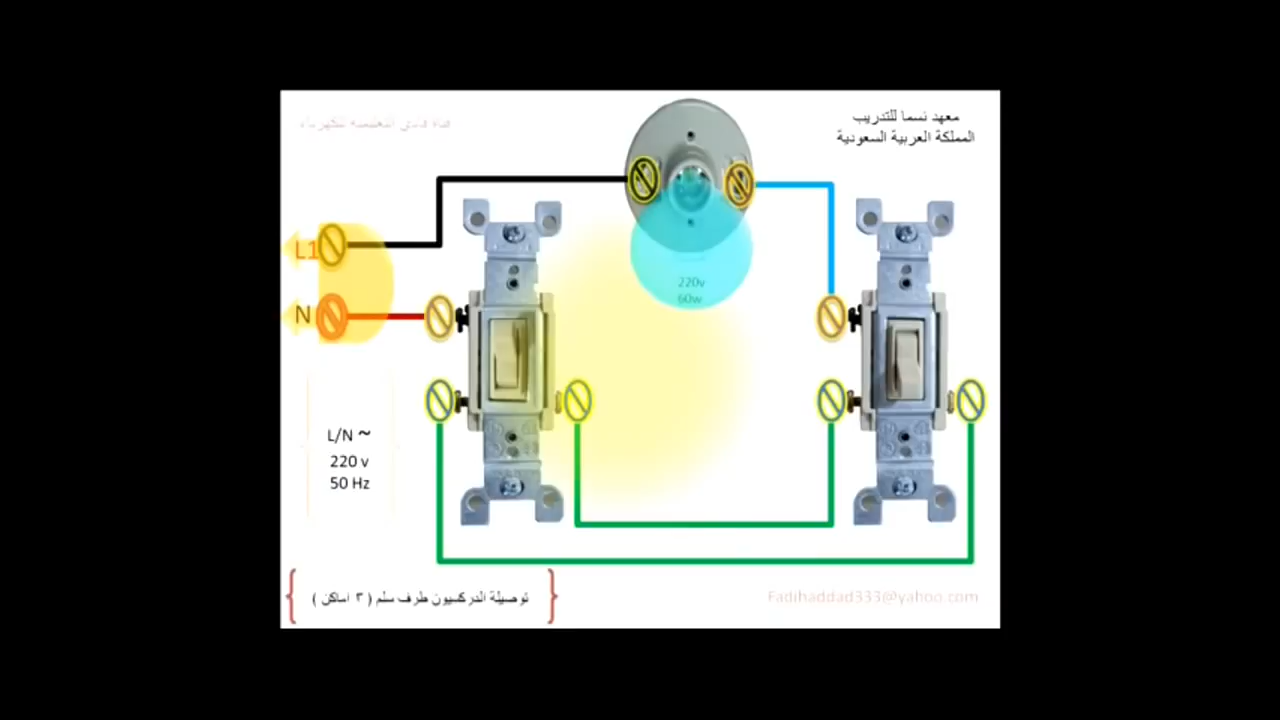 معهد نسما للتدريب
المملكة العربية السعودية
L1
N
220v
60w
L/N ~
220 v
50 Hz
توصيلة الدركسيون طرف سلم ( ٣ اماكن )
Fadihaddad333@yahoo.com